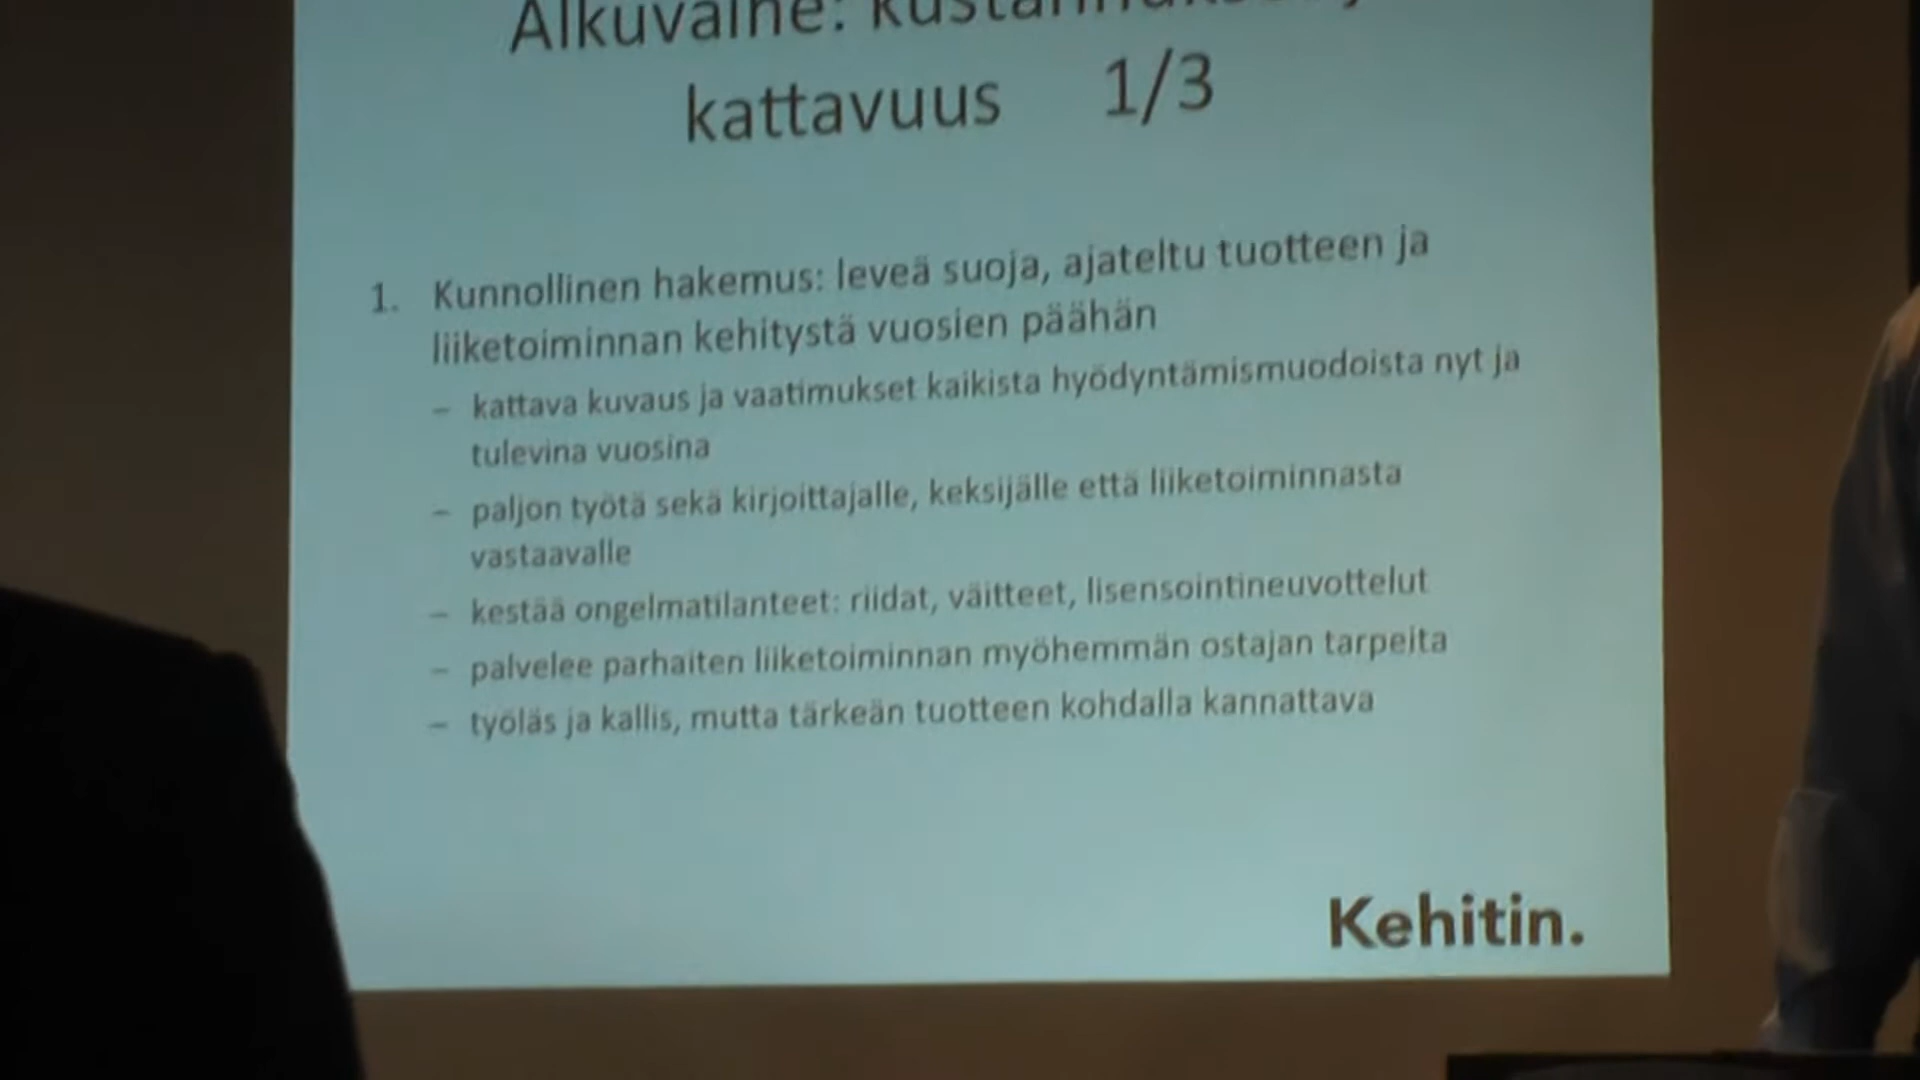 Alkuvaihe:
kattavuus 1/3
1. Kunnollinen hakemus: leveä suoja, ajateltu tuotteen ja
liiketoiminnan kehitystä vuosien päähän
– kattava kuvaus ja vaatimukset kaikista hyödyntämismuodoista nyt ja
tulevina vuosina
– paljon työtä sekä kirjoittajalle, keksijälle että liiketoiminnasta
vastaavalle
– kestää ongelmatilanteet: riidat, väitteet, lisensointineuvottelut
– palvelee parhaiten liiketoiminnan myöhemmän ostajan tarpeita
– työläs ja kallis, mutta tärkeän tuotteen kohdalla kannattava
Kehitin.